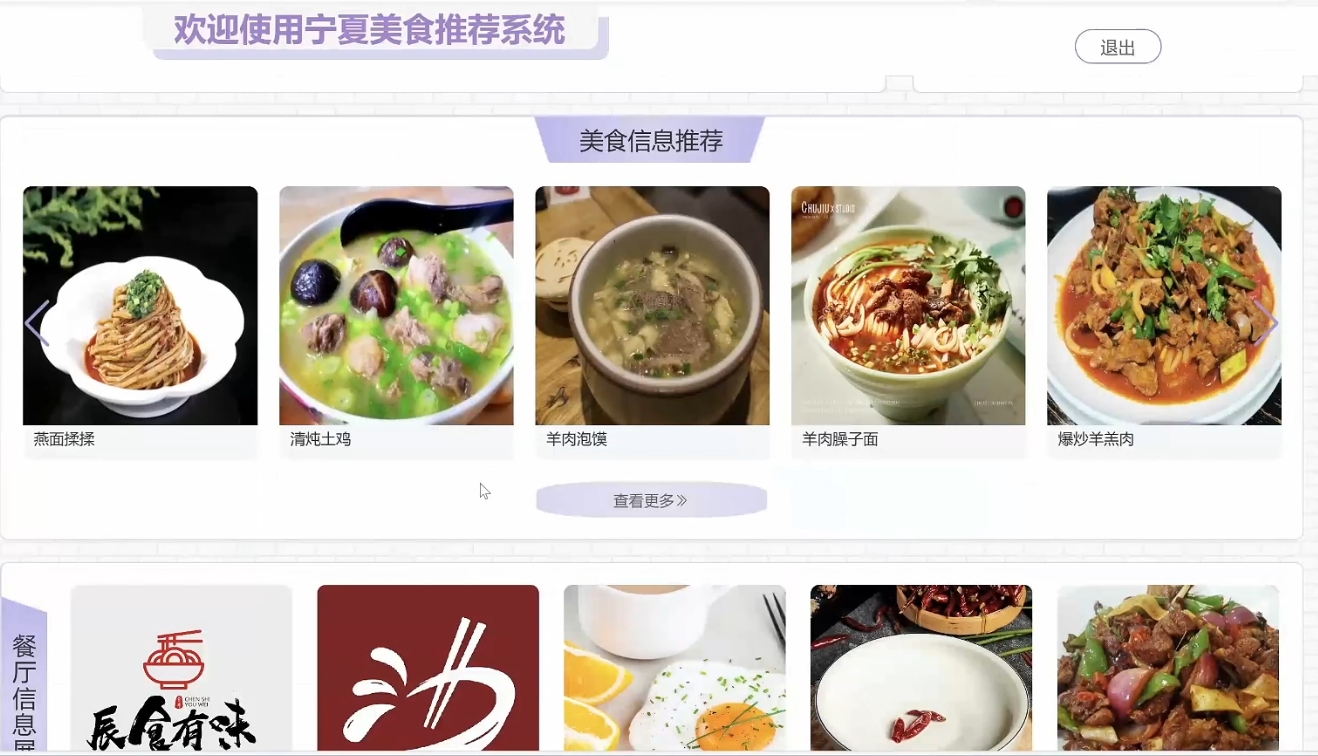 欢迎使用宁夏美食推荐系统
退出
美食信息推荐
CHUJIU X STUDIO
燕面揉揉
清炖土鸡
羊肉泡馍
羊肉臊子面
爆炒羊羔肉
查看更多》
餐厅信息展
CHEN SHI
YOU WEI
辰食有味